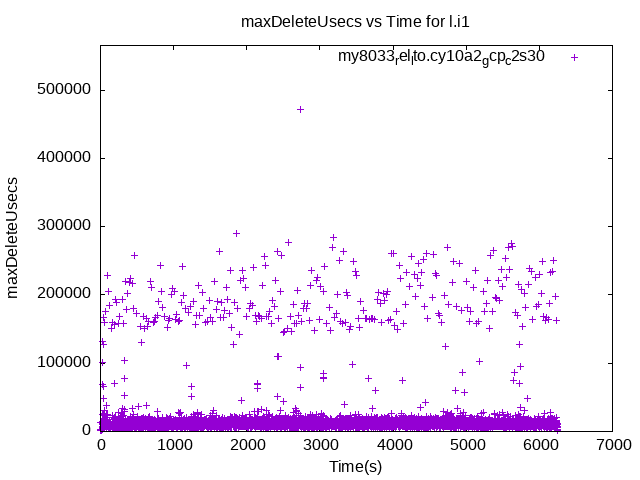 maxDeleteUsecs vs Time for l.i1
my8033relito.cy10a2gcpc2s30
maxDeleteUsecs
500000
400000
300000
200000
100000
0
0 1000 2000 3000 4000 5000 6000 7000
Time(s)